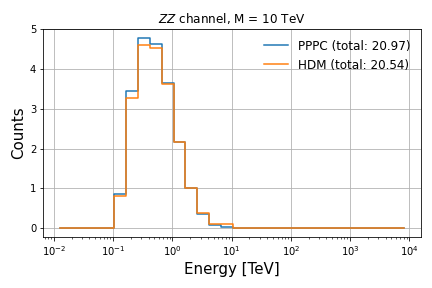 ZZ channel, M = 10 TeV
PPPC (total: 20.97)
HDM (total: 20.54)
Counts
5
4
3
2
1
0
10⁻² 10⁻¹ 10⁰ 10¹ 10² 10³ 10⁴
Energy [TeV]